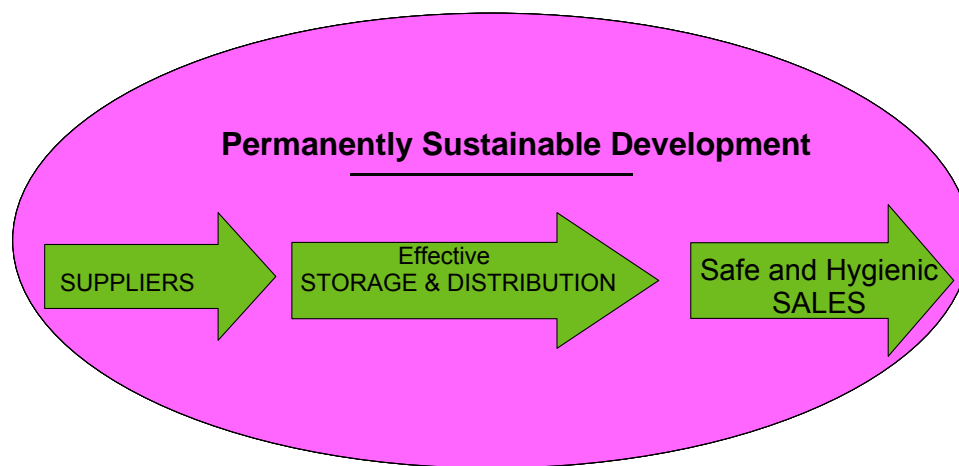 Permanently Sustainable Development
SUPPLIERS
Effective
STORAGE & DISTRIBUTION
Safe and Hygienic
SALES